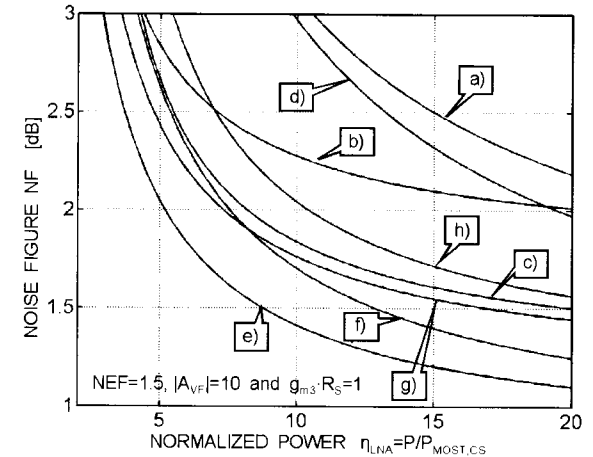 3
2.5
2
1.5
1
NOISE FIGURE NF [dB]
a)
d)
b)
h)
c)
e)
f)
g)
NEF=1.5, |A_VF|=10 and g_m3·R_S=1
5
10
15
20
NORMALIZED POWER η_LNA=P/P_MOST,CS